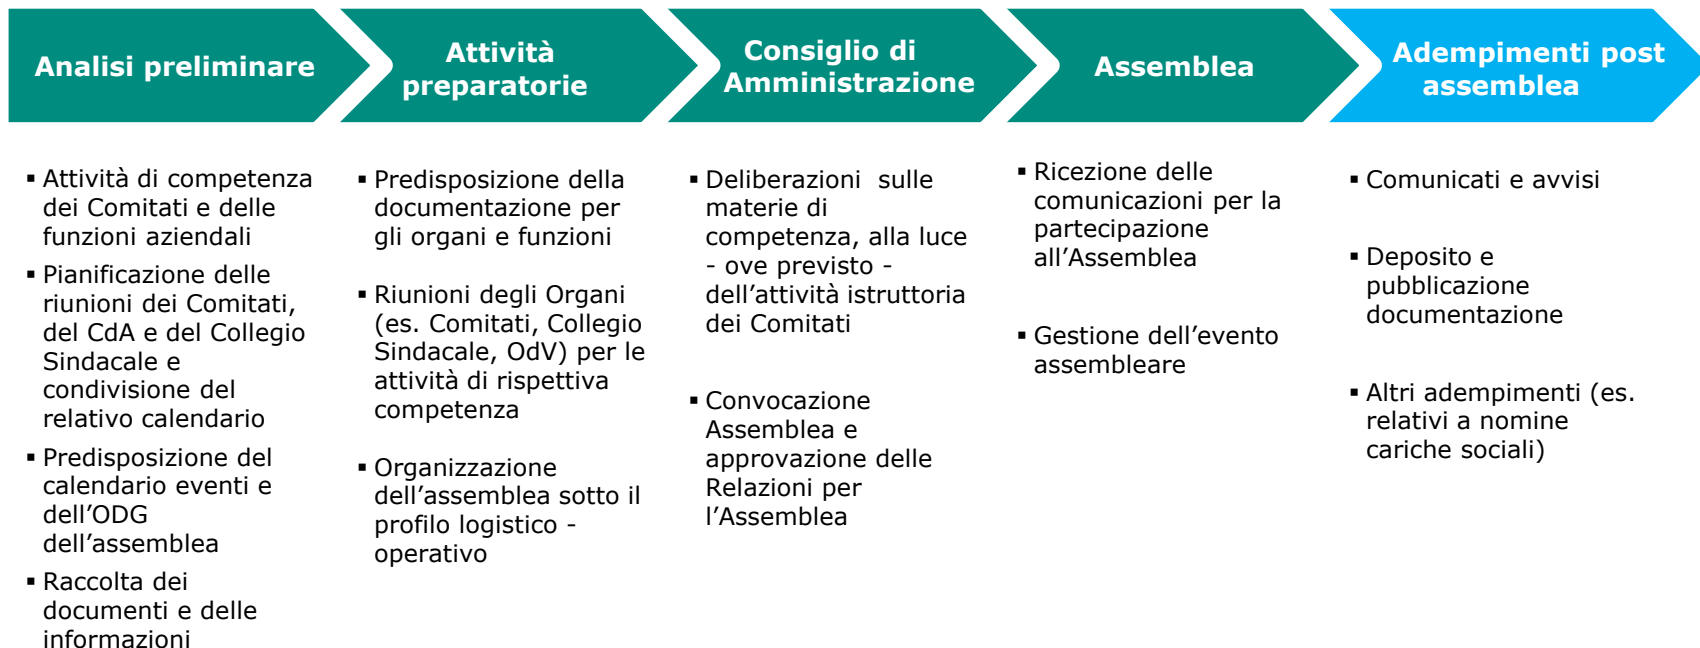 Analisi preliminare
Attività
preparatorie
Consiglio di
Amministrazione
Assemblea
Adempimenti post
assemblea
▪ Attività di competenza
dei Comitati e delle
funzioni aziendali
▪ Pianificazione delle
riunioni dei Comitati,
del CdA e del Collegio
Sindacale e
condivisione del
relativo calendario
▪ Predisposizione del
calendario eventi e
dell’ODG
dell’assemblea
▪ Raccolta dei
documenti e delle
informazioni
▪ Predisposizione della
documentazione per
gli organi e funzioni
▪ Riunioni degli Organi
(es. Comitati, Collegio
Sindacale, OdV) per le
attività di rispettiva
competenza
▪ Organizzazione
dell’assemblea sotto il
profilo logistico -
operativo
▪ Deliberazioni sulle
materie di
competenza, alla luce
- ove previsto -
dell’attività istruttoria
dei Comitati
▪ Convocazione
Assemblea e
approvazione delle
Relazioni per
l’Assemblea
▪ Ricezione delle
comunicazioni per la
partecipazione
all’Assemblea
▪ Gestione dell’evento
assembleare
▪ Comunicati e avvisi
▪ Deposito e
pubblicazione
documentazione
▪ Altri adempimenti (es.
relativi a nomine
cariche sociali)